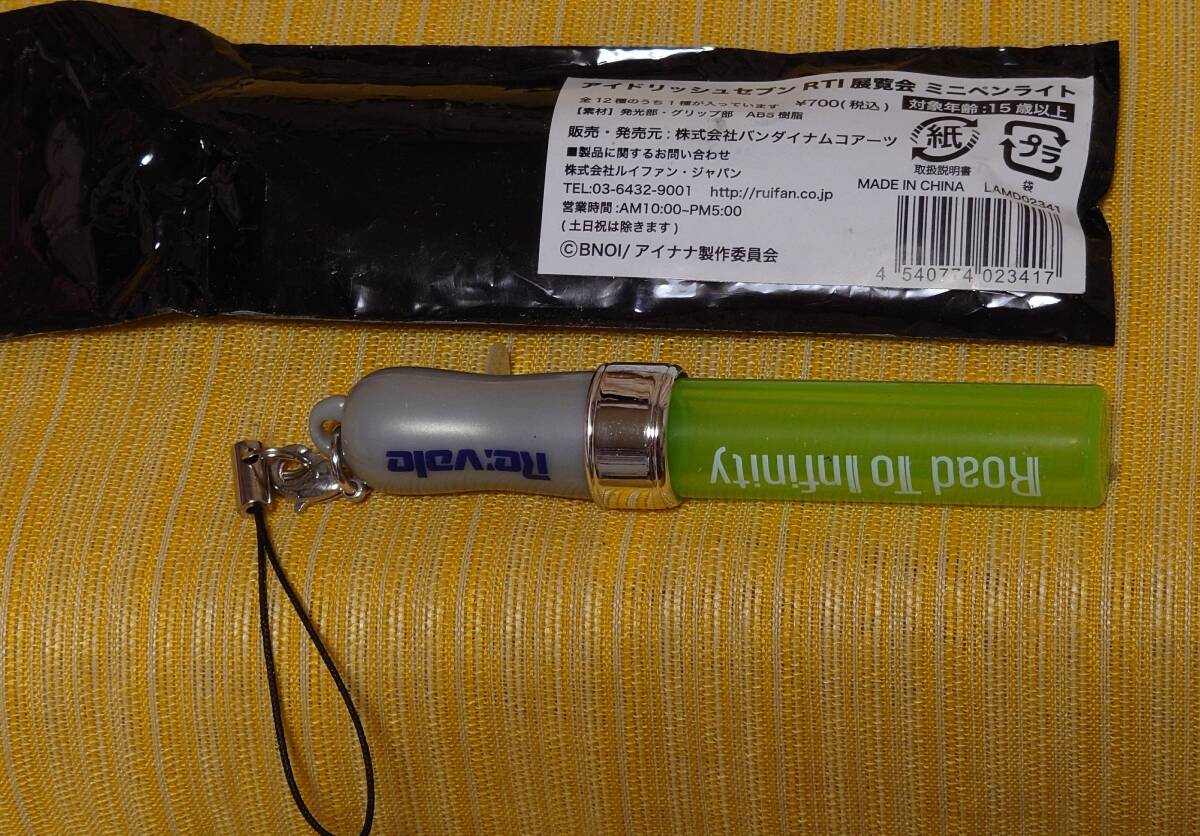 アイドリッシュセブン RTI 展覧会 ミニペンライト
全12種のうち1種が入っています ¥700(税込) 対象年齢:15歳以上
【素材】発光部・グリップ部 ABS樹脂
販売・発売元:株式会社バンダイナムコアーツ
■製品に関するお問い合わせ
株式会社ルイファン・ジャパン
TEL:03-6432-9001 http://ruifan.co.jp
営業時間:AM10:00~PM5:00
(土日祝は除きます)
©BNOI/アイナナ製作委員会
紙
取扱説明書
プラ
袋
MADE IN CHINA LAMD02341
4 540774 023417
Re:vale
Road To Infinity